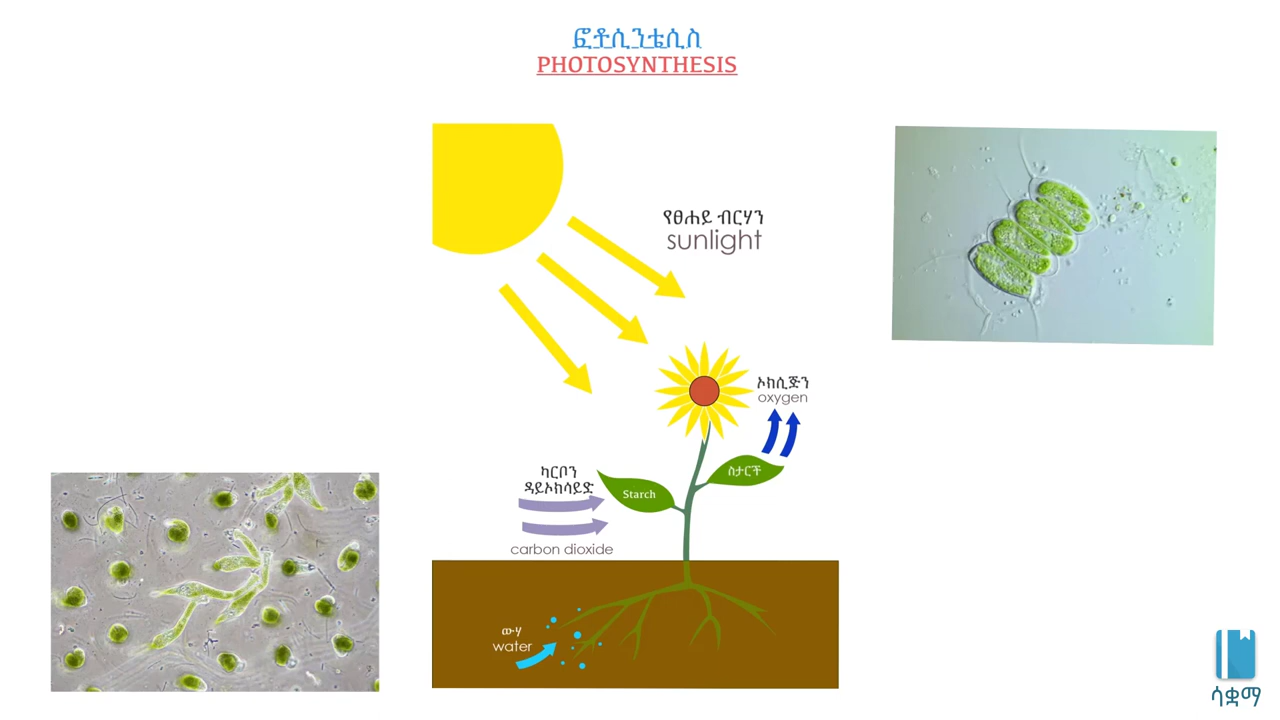 ፎቶሲንቴሲስ
PHOTOSYNTHESIS
የፀሐይ ብርሃን
sunlight
ኦክሲጅን
oxygen
ስታርች
ካርቦን
ዳይኦክሳይድ
Starch
carbon dioxide
ውሃ
water
ሳቋማ